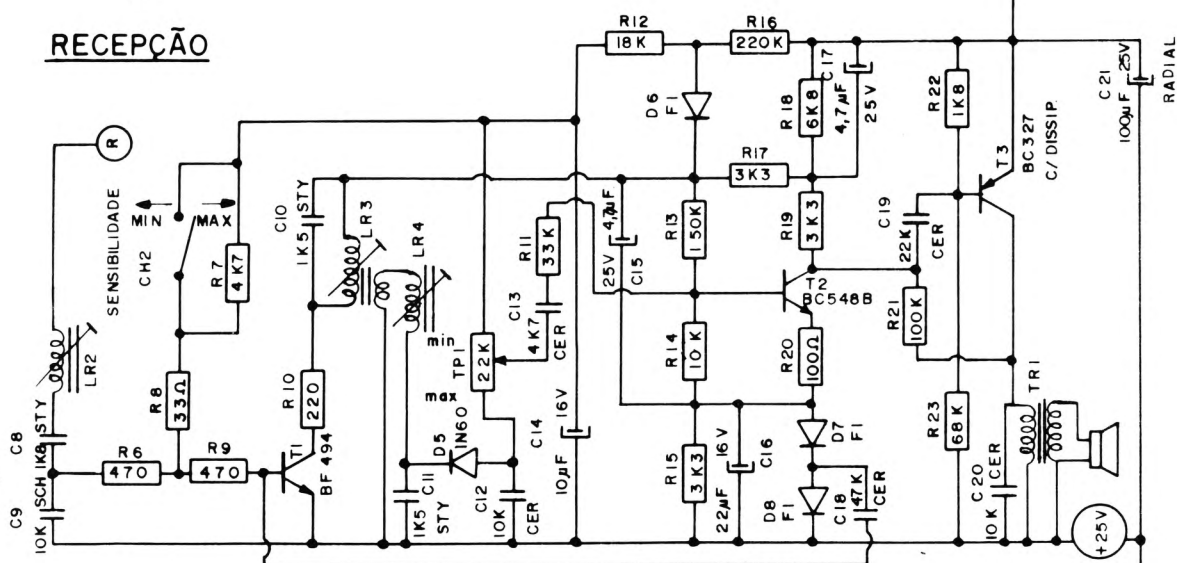 RECEPÇÃO
R
SENSIBILIDADE
MIN
MAX
CH2
R7
4K7
LR2
C8
1K8 STY
C9
10K SCH
R6
470
R8
33Ω
R9
470
R10
220
T1
BF 494
C10
1K5
STY
LR3
LR4
C11
1K5
STY
D5
1N60
C12
10K
CER
TP1
22K
min
max
R11
33K
C13
4K7
CER
C14
10µF
16V
R12
18K
R16
220K
D6
F1
R17
3K3
4,7µF
25V
C15
R13
150K
R14
10K
R15
3K3
22µF
16V
C16
R18
6K8
C17
4,7µF
25V
R19
3K3
T2
BC548B
R20
100Ω
D7
F1
D8
F1
C18
47K
CER
C19
22K
CER
R21
100K
R22
1K8
R23
68K
T3
BC327
C/ DISSIP.
C20
10K
CER
TR1
C21
100µF 25V
RADIAL
+25V